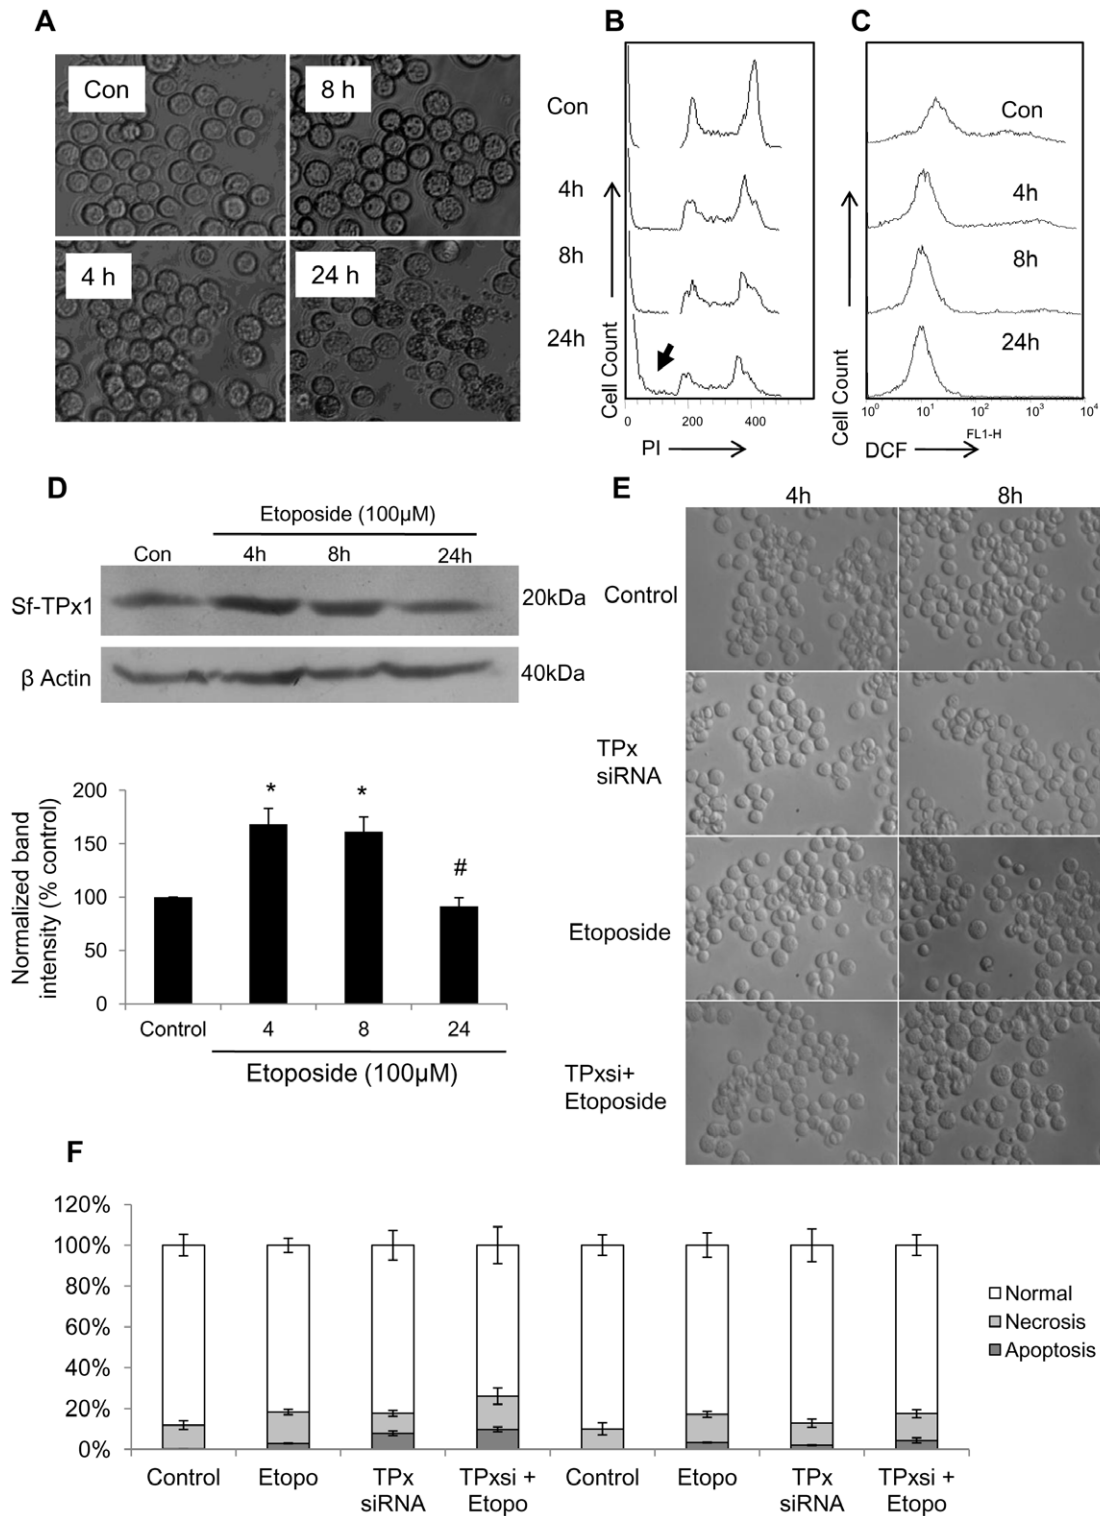 A
Con
8 h
4 h
24 h
B
Con
4h
8h
24h
Cell Count
0
200
400
PI
C
Con
4h
8h
24h
Cell Count
10⁰
10¹
10²
10³
10⁴
FL1-H
DCF
D
Etoposide (100μM)
Con
4h
8h
24h
Sf-TPx1
20kDa
β Actin
40kDa
Normalized band
intensity (% control)
200
150
100
50
0
*
*
#
Control
4
8
24
Etoposide (100μM)
E
4h
8h
Control
TPx
siRNA
Etoposide
TPxsi+
Etoposide
F
120%
100%
80%
60%
40%
20%
0%
Control
Etopo
TPx
siRNA
TPxsi +
Etopo
Control
Etopo
TPx
siRNA
TPxsi +
Etopo
Normal
Necrosis
Apoptosis